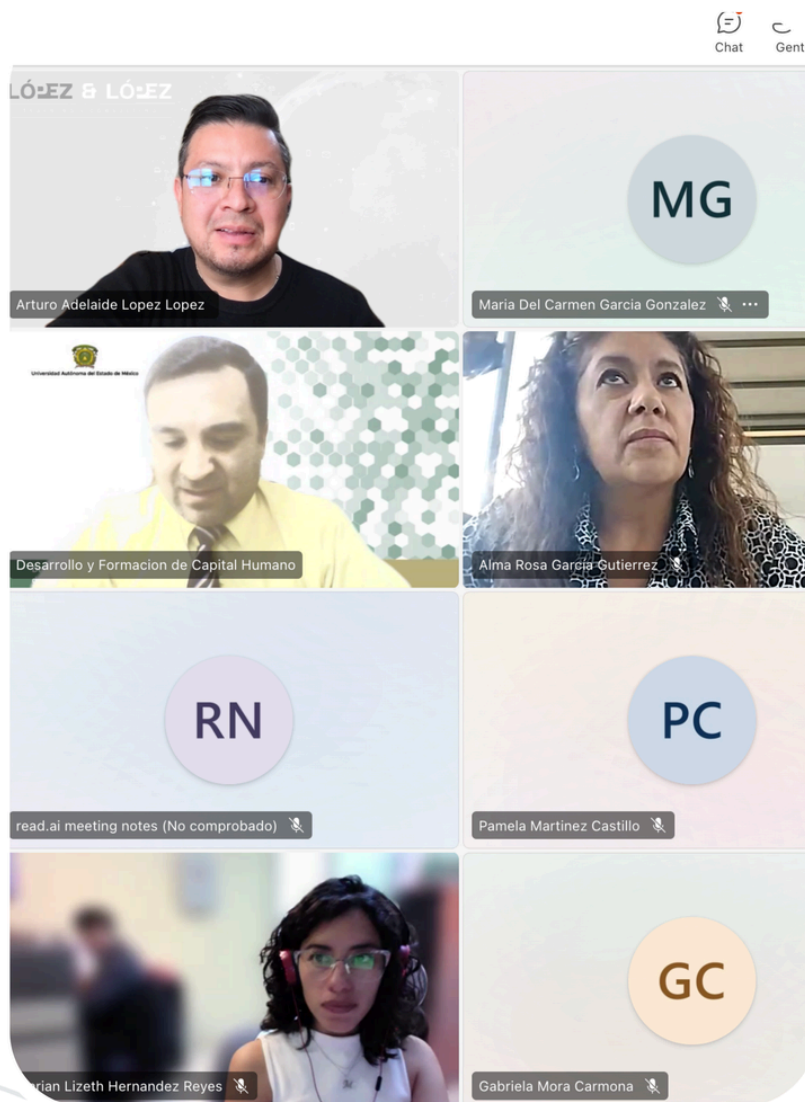 Chat
Gent
LÓPEZ & LÓPEZ
MG
Arturo Adelaide Lopez Lopez
Maria Del Carmen Garcia Gonzalez
Universidad Autónoma del Estado de México
Desarrollo y Formacion de Capital Humano
Alma Rosa Garcia Gutierrez
RN
PC
read.ai meeting notes (No comprobado)
Pamela Martinez Castillo
GC
rian Lizeth Hernandez Reyes
Gabriela Mora Carmona